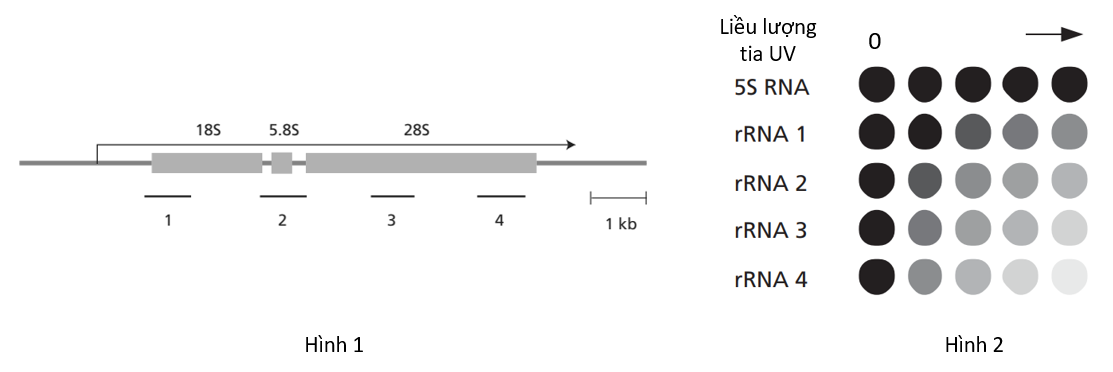 18S 5.8S 28S
1 2 3 4 1 kb
Hình 1
Liều lượng
tia UV
0
5S RNA
rRNA 1
rRNA 2
rRNA 3
rRNA 4
Hình 2